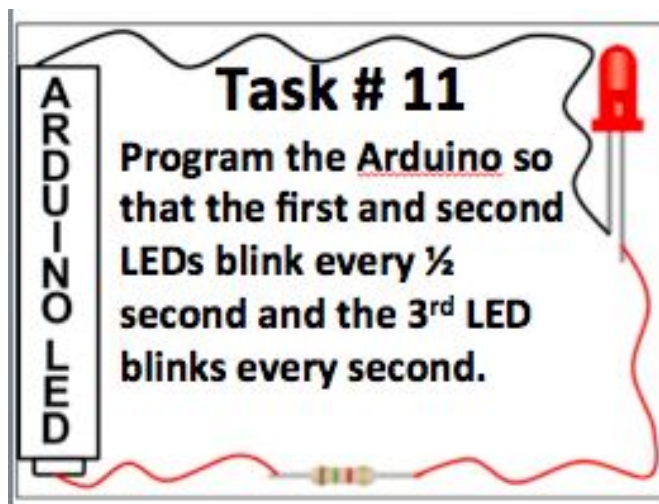 ARDUINO LED
Task # 11
Program the Arduino so
that the first and second
LEDs blink every ½
second and the 3rd LED
blinks every second.